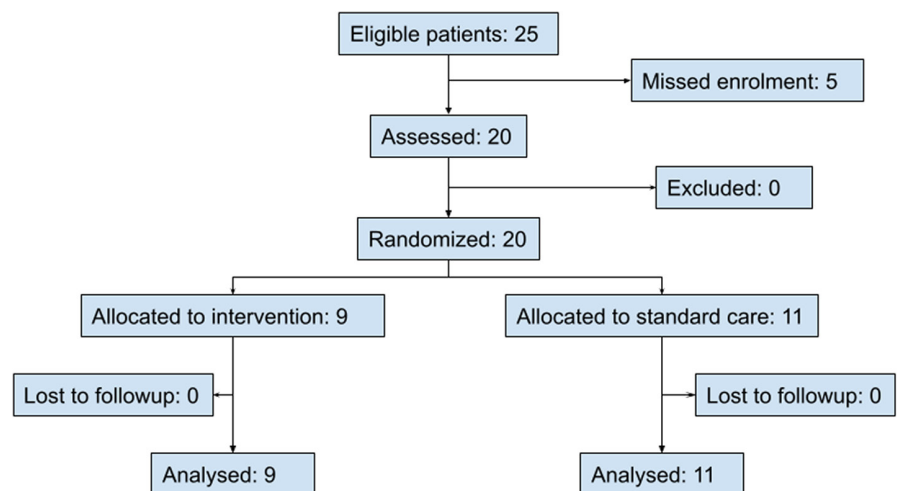 Eligible patients: 25
Missed enrolment: 5
Assessed: 20
Excluded: 0
Randomized: 20
Allocated to intervention: 9
Allocated to standard care: 11
Lost to followup: 0
Lost to followup: 0
Analysed: 9
Analysed: 11